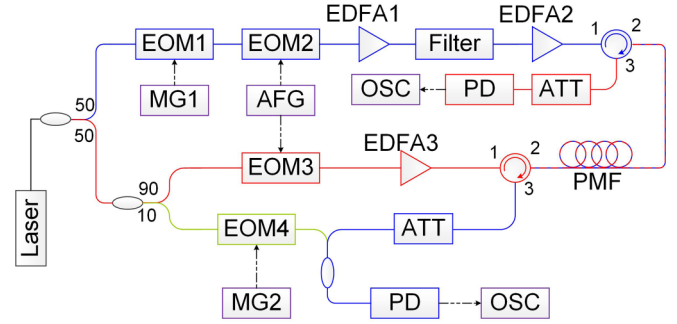 EDFA1
EDFA2
EOM1
EOM2
Filter
1
2
3
MG1
AFG
OSC
PD
ATT
50
50
EDFA3
EOM3
1
2
3
PMF
90
10
Laser
EOM4
ATT
MG2
PD
OSC